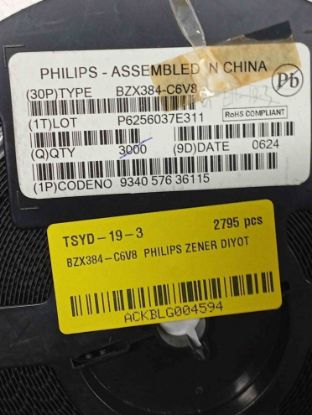 PHILIPS - ASSEMBLED IN CHINA
(30P)TYPE BZX384-C6V8
Pb
(1T)LOT P6256037E311
RoHS COMPLIANT
(Q)QTY 3000 (9D)DATE 0624
(1P)CODENO 9340 576 36115
TSYD-19-3 2795 pcs
BZX384-C6V8 PHILIPS ZENER DIYOT
ACKBLG004594